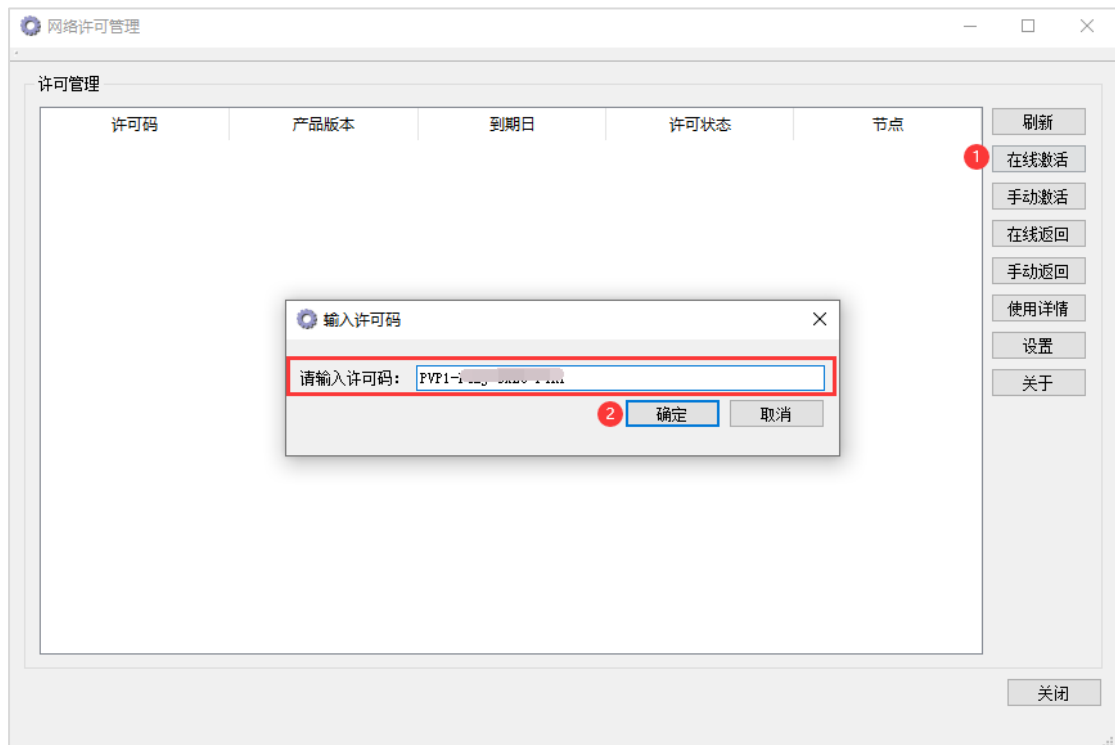 网络许可管理
许可管理
许可码 产品版本 到期日 许可状态 节点
刷新
1 在线激活
手动激活
在线返回
手动返回
使用详情
设置
关于
输入许可码
请输入许可码： PVP1-
2 确定 取消
关闭